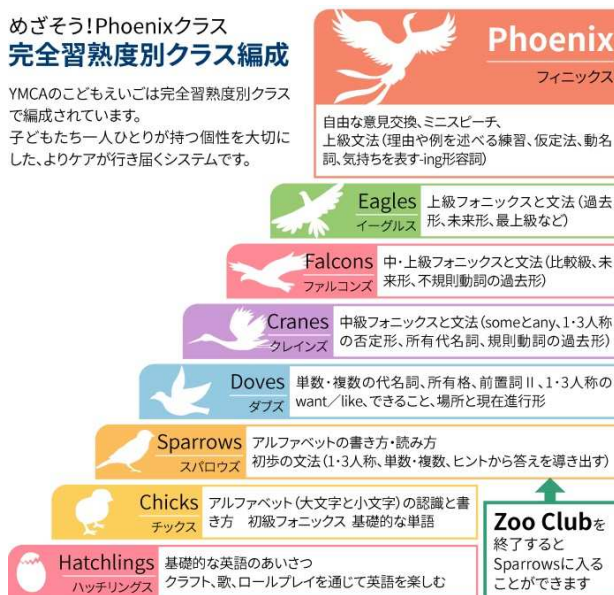 めざそう!Phoenixクラス
完全習熟度別クラス編成
YMCAのこどもえいごは完全習熟度別クラス
で編成されています。
子どもたち一人ひとりが持つ個性を大切に
した、よりケアが行き届くシステムです。
Phoenix
フィニックス
自由な意見交換、ミニスピーチ、
上級文法(理由や例を述べる練習、仮定法、動名
詞、気持ちを表す-ing形容詞)
Eagles
イーグルス
上級フォニックスと文法(過去
形、未来形、最上級など)
Falcons
ファルコンズ
中・上級フォニックスと文法(比較級、未
来形、不規則動詞の過去形)
Cranes
クレインズ
中級フォニックスと文法(someとany、1・3人称
の否定形、所有代名詞、規則動詞の過去形)
Doves
ダブズ
単数・複数の代名詞、所有格、前置詞Ⅱ、1・3人称の
want/like、できること、場所と現在進行形
Sparrows
スパロウズ
アルファベットの書き方・読み方
初歩の文法(1・3人称、単数・複数、ヒントから答えを導き出す)
Chicks
チックス
アルファベット(大文字と小文字)の認識と書
き方 初級フォニックス 基礎的な単語
Hatchlings
ハッチリングス
基礎的な英語のあいさつ
クラフト、歌、ロールプレイを通じて英語を楽しむ
Zoo Clubを
終了すると
Sparrowsに入る
ことができます